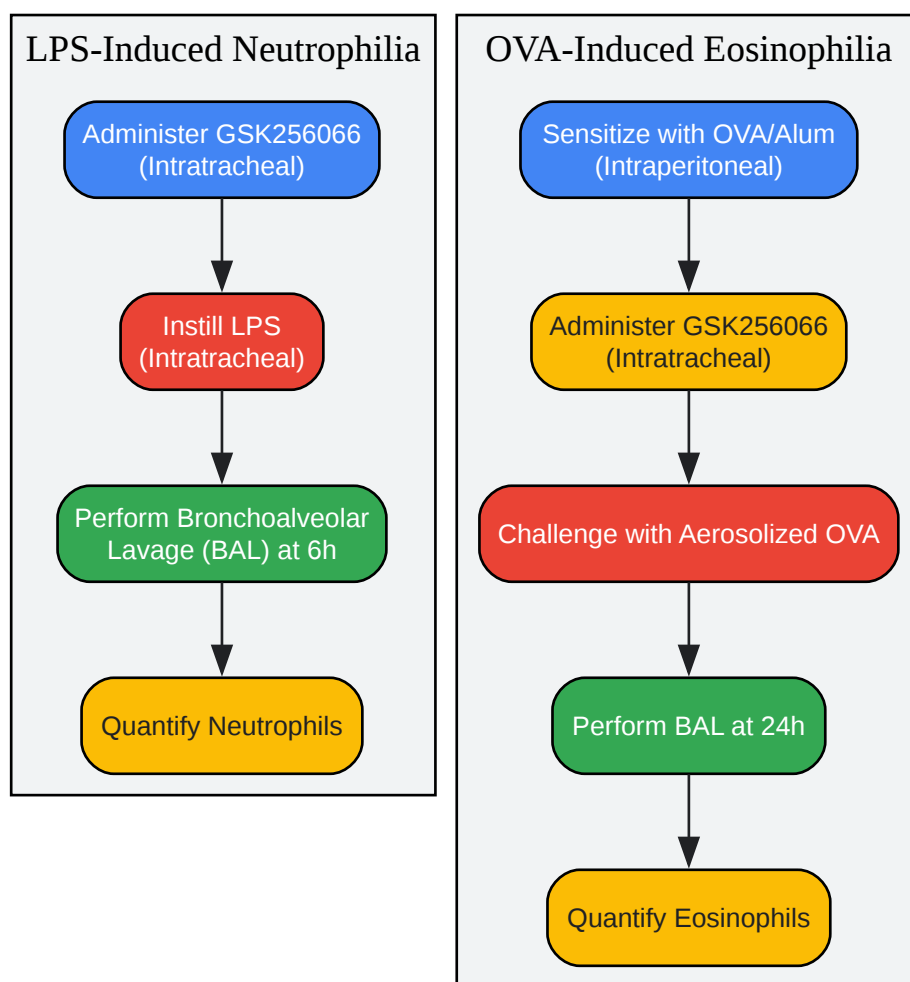 LPS-Induced Neutrophilia
Administer GSK256066
(Intratracheal)
Instill LPS
(Intratracheal)
Perform Bronchoalveolar
Lavage (BAL) at 6h
Quantify Neutrophils
OVA-Induced Eosinophilia
Sensitize with OVA/Alum
(Intraperitoneal)
Administer GSK256066
(Intratracheal)
Challenge with Aerosolized OVA
Perform BAL at 24h
Quantify Eosinophils